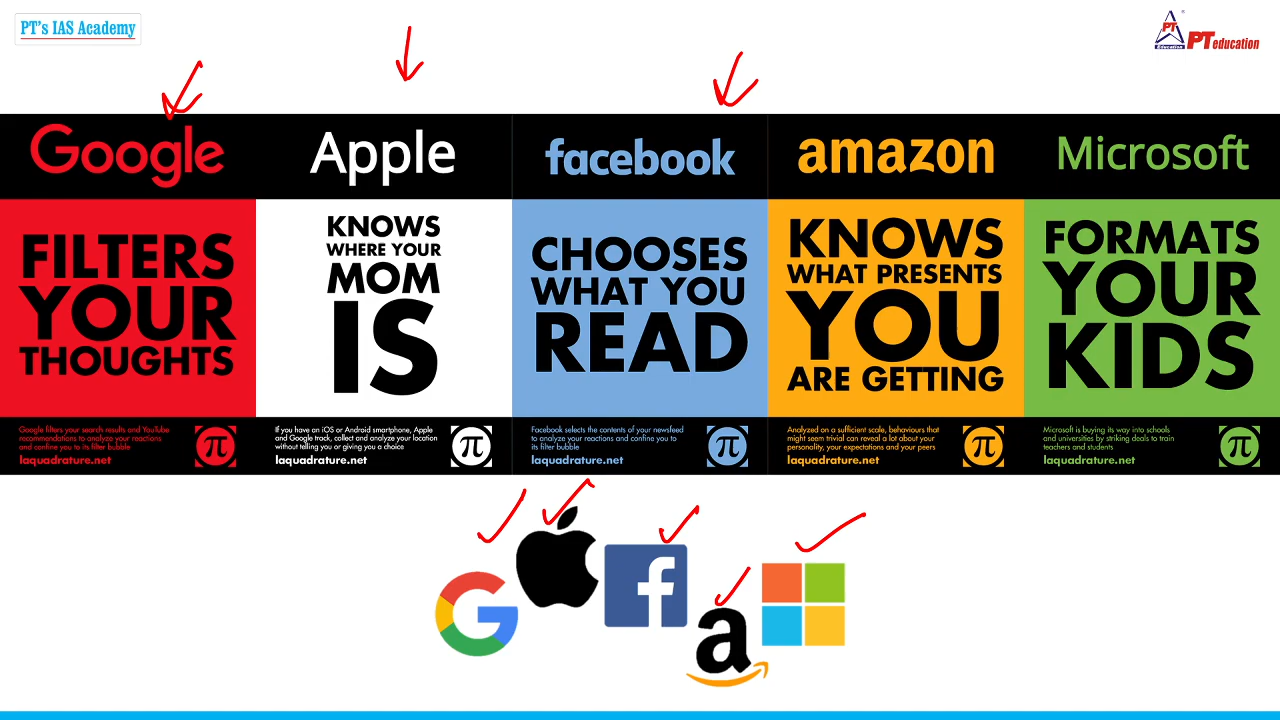 PT's IAS Academy
PT
Education
PT education
Google
FILTERS
YOUR
THOUGHTS
Google filters your search results and YouTube
recommendations to analyze your reactions
and confine you to its filter bubble
laquadrature.net
π
Apple
KNOWS
WHERE YOUR
MOM
IS
If you have an iOS or Android smartphone, Apple
and Google track, collect and analyze your location
without telling you or giving you a choice
laquadrature.net
π
facebook
CHOOSES
WHAT YOU
READ
Facebook selects the contents of your newsfeed
to analyze your reactions and confine you to
its filter bubble
laquadrature.net
π
amazon
KNOWS
WHAT PRESENTS
YOU
ARE GETTING
Analyzed on a sufficient scale, behaviours that
might seem trivial can reveal a lot about your
personality, your expectations and your peers
laquadrature.net
π
Microsoft
FORMATS
YOUR
KIDS
Microsoft is buying its way into schools
and universities by striking deals to train
teachers and students
laquadrature.net
π
G
f
a